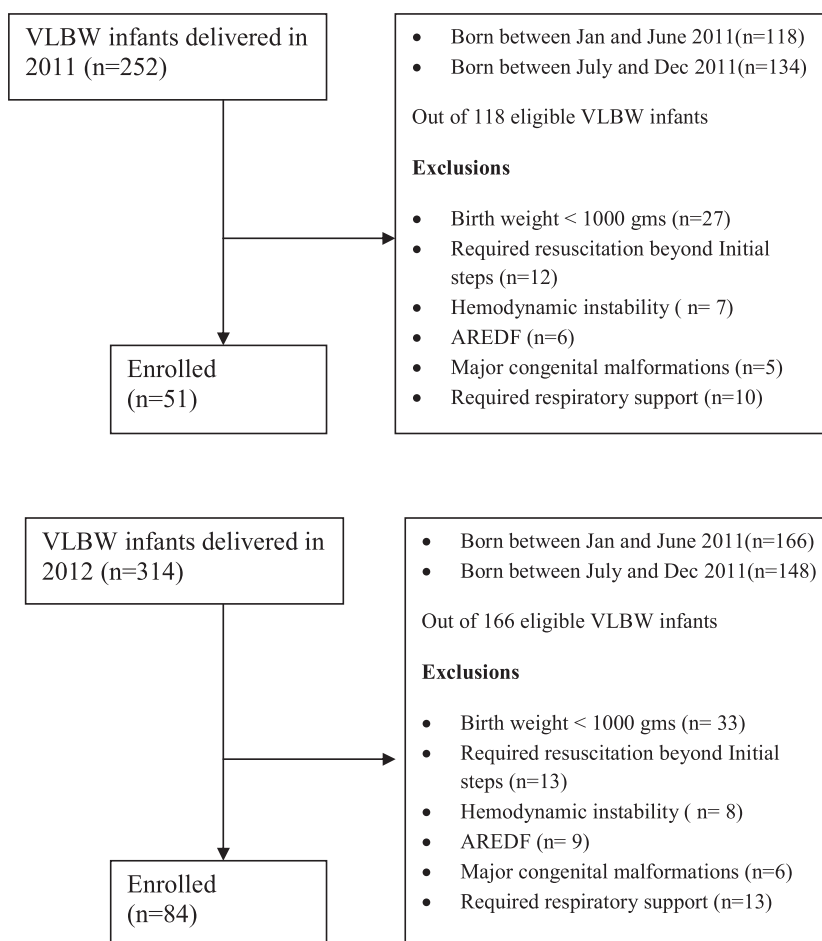 VLBW infants delivered in
2011 (n=252)
• Born between Jan and June 2011(n=118)
• Born between July and Dec 2011(n=134)
Out of 118 eligible VLBW infants
Exclusions
• Birth weight < 1000 gms (n=27)
• Required resuscitation beyond Initial
steps (n=12)
• Hemodynamic instability ( n= 7)
• AREDF (n=6)
• Major congenital malformations (n=5)
• Required respiratory support (n=10)
Enrolled
(n=51)
VLBW infants delivered in
2012 (n=314)
• Born between Jan and June 2011(n=166)
• Born between July and Dec 2011(n=148)
Out of 166 eligible VLBW infants
Exclusions
• Birth weight < 1000 gms (n= 33)
• Required resuscitation beyond Initial
steps (n=13)
• Hemodynamic instability ( n= 8)
• AREDF (n= 9)
• Major congenital malformations (n=6)
• Required respiratory support (n=13)
Enrolled
(n=84)